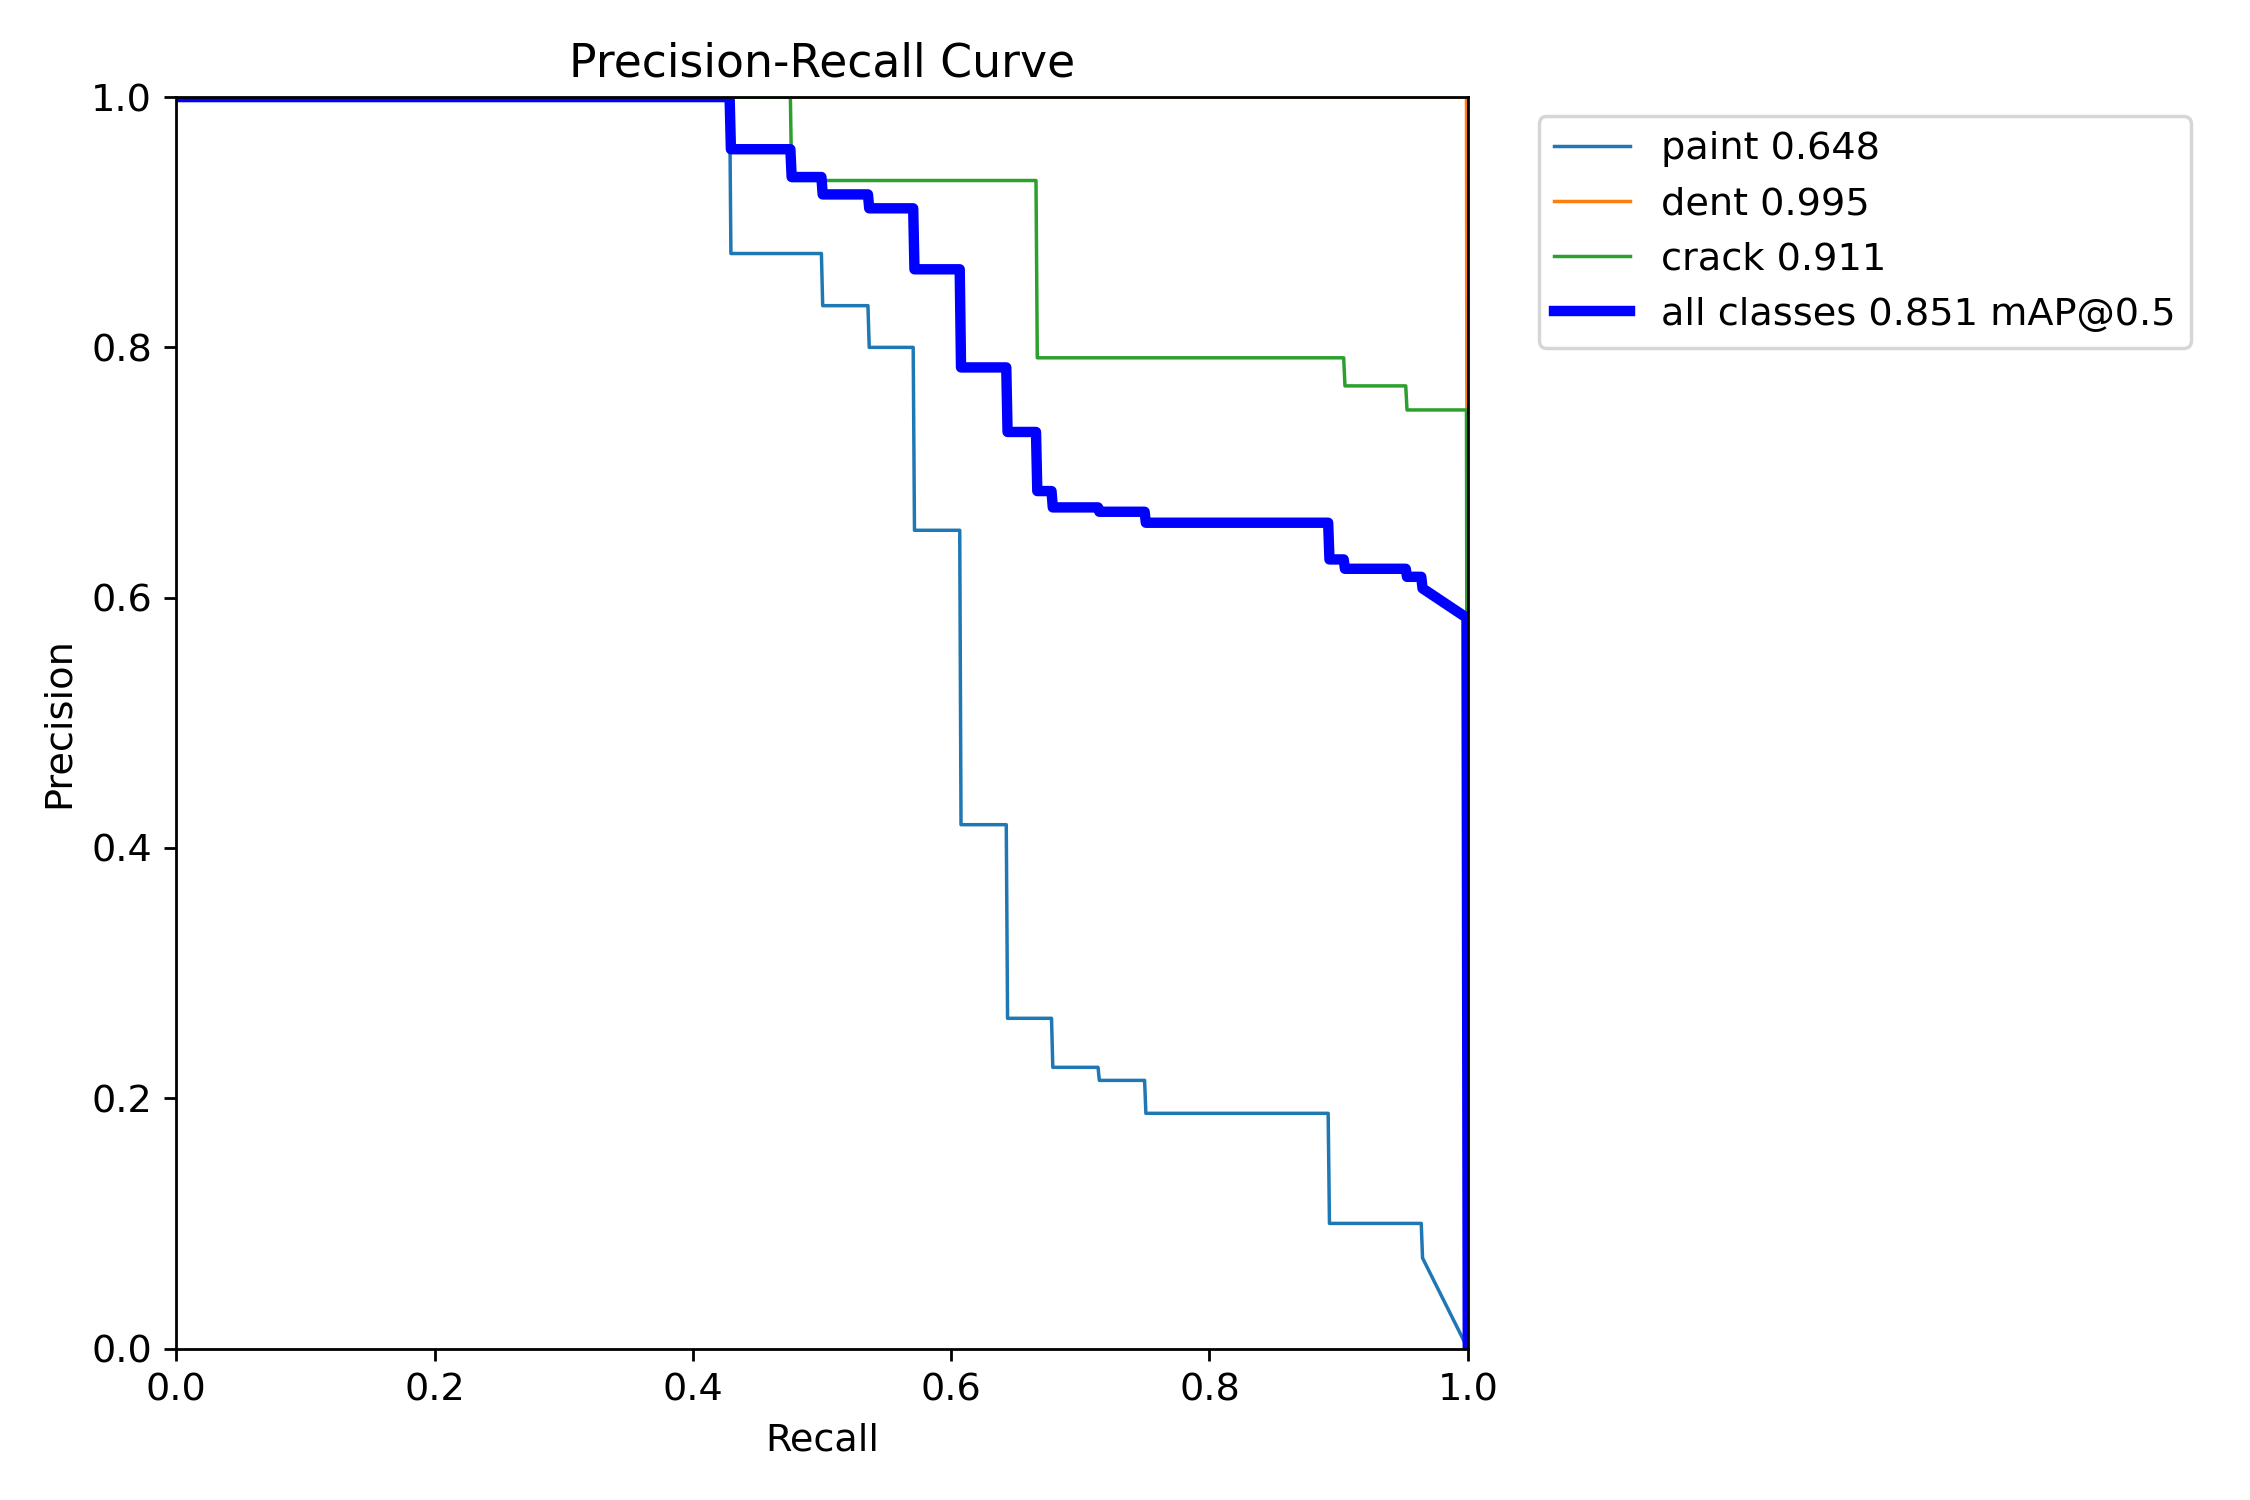 Precision-Recall Curve
1.0
0.8
0.6
0.4
0.2
0.0
Precision
0.0 0.2 0.4 0.6 0.8 1.0
Recall
paint 0.648
dent 0.995
crack 0.911
all classes 0.851 mAP@0.5